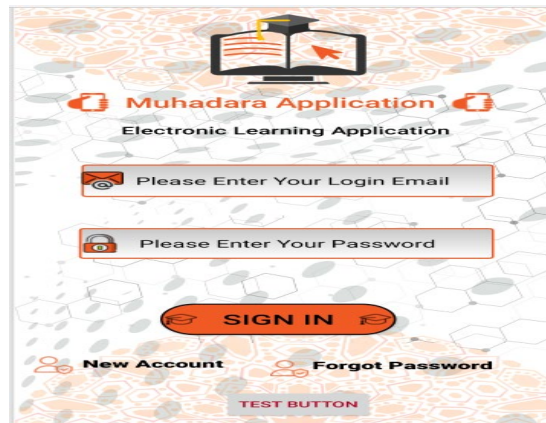 Muhadara Application
Electronic Learning Application
Please Enter Your Login Email
Please Enter Your Password
SIGN IN
New Account Forgot Password
TEST BUTTON